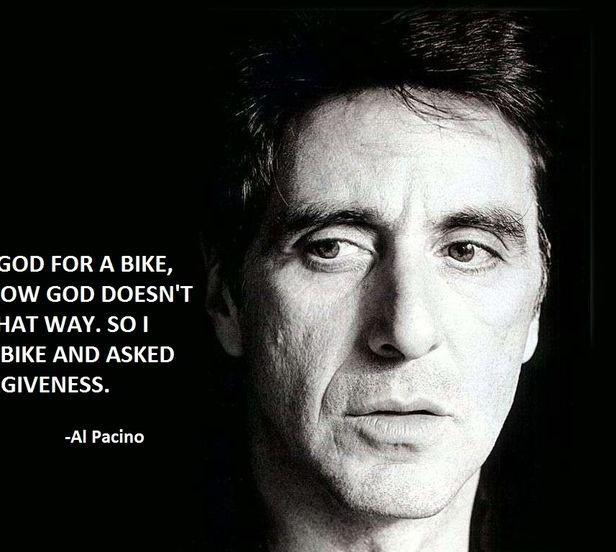 GOD FOR A BIKE,
OW GOD DOESN'T
HAT WAY. SO I
BIKE AND ASKED
GIVENESS.
-Al Pacino